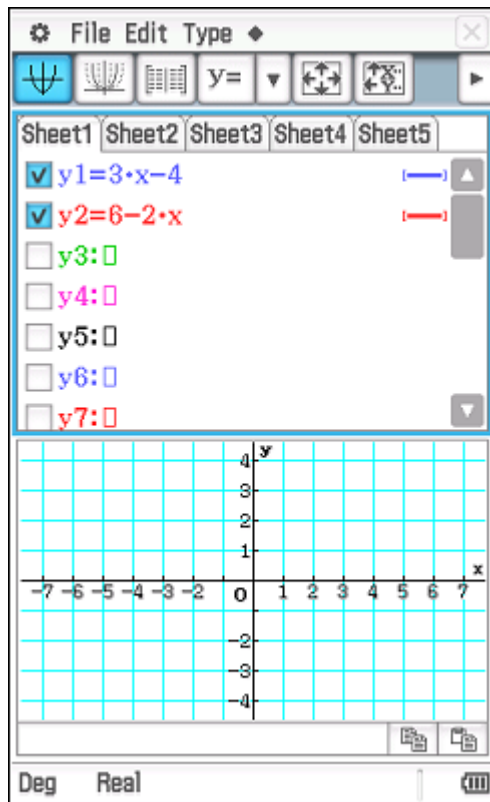 File Edit Type ◆
y=
Sheet1 Sheet2 Sheet3 Sheet4 Sheet5
y1=3·x−4
y2=6−2·x
y3:▯
y4:▯
y5:▯
y6:▯
y7:▯
y
4
3
2
1
x
-7 -6 -5 -4 -3 -2 0 1 2 3 4 5 6 7
-2
-3
-4
Deg Real